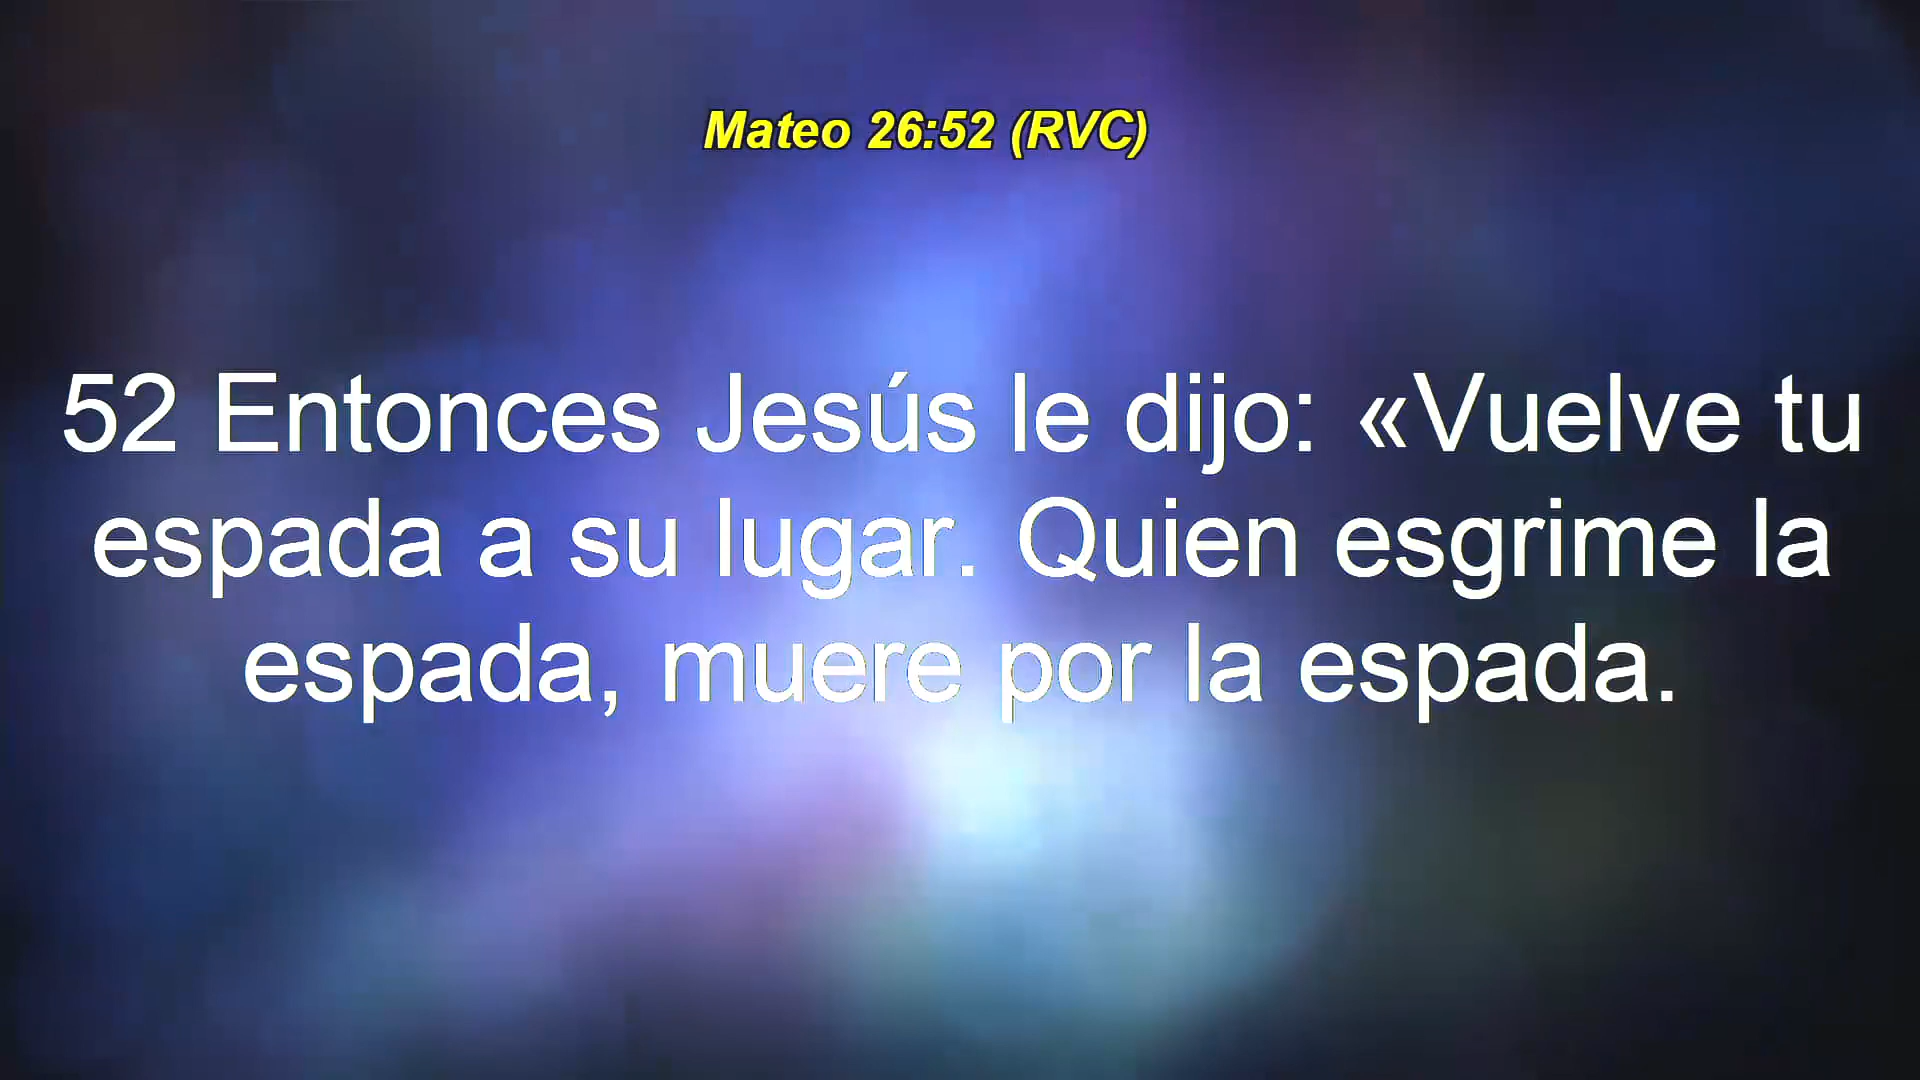 Mateo 26:52 (RVC)
52 Entonces Jesús le dijo: «Vuelve tu
espada a su lugar. Quien esgrime la
espada, muere por la espada.